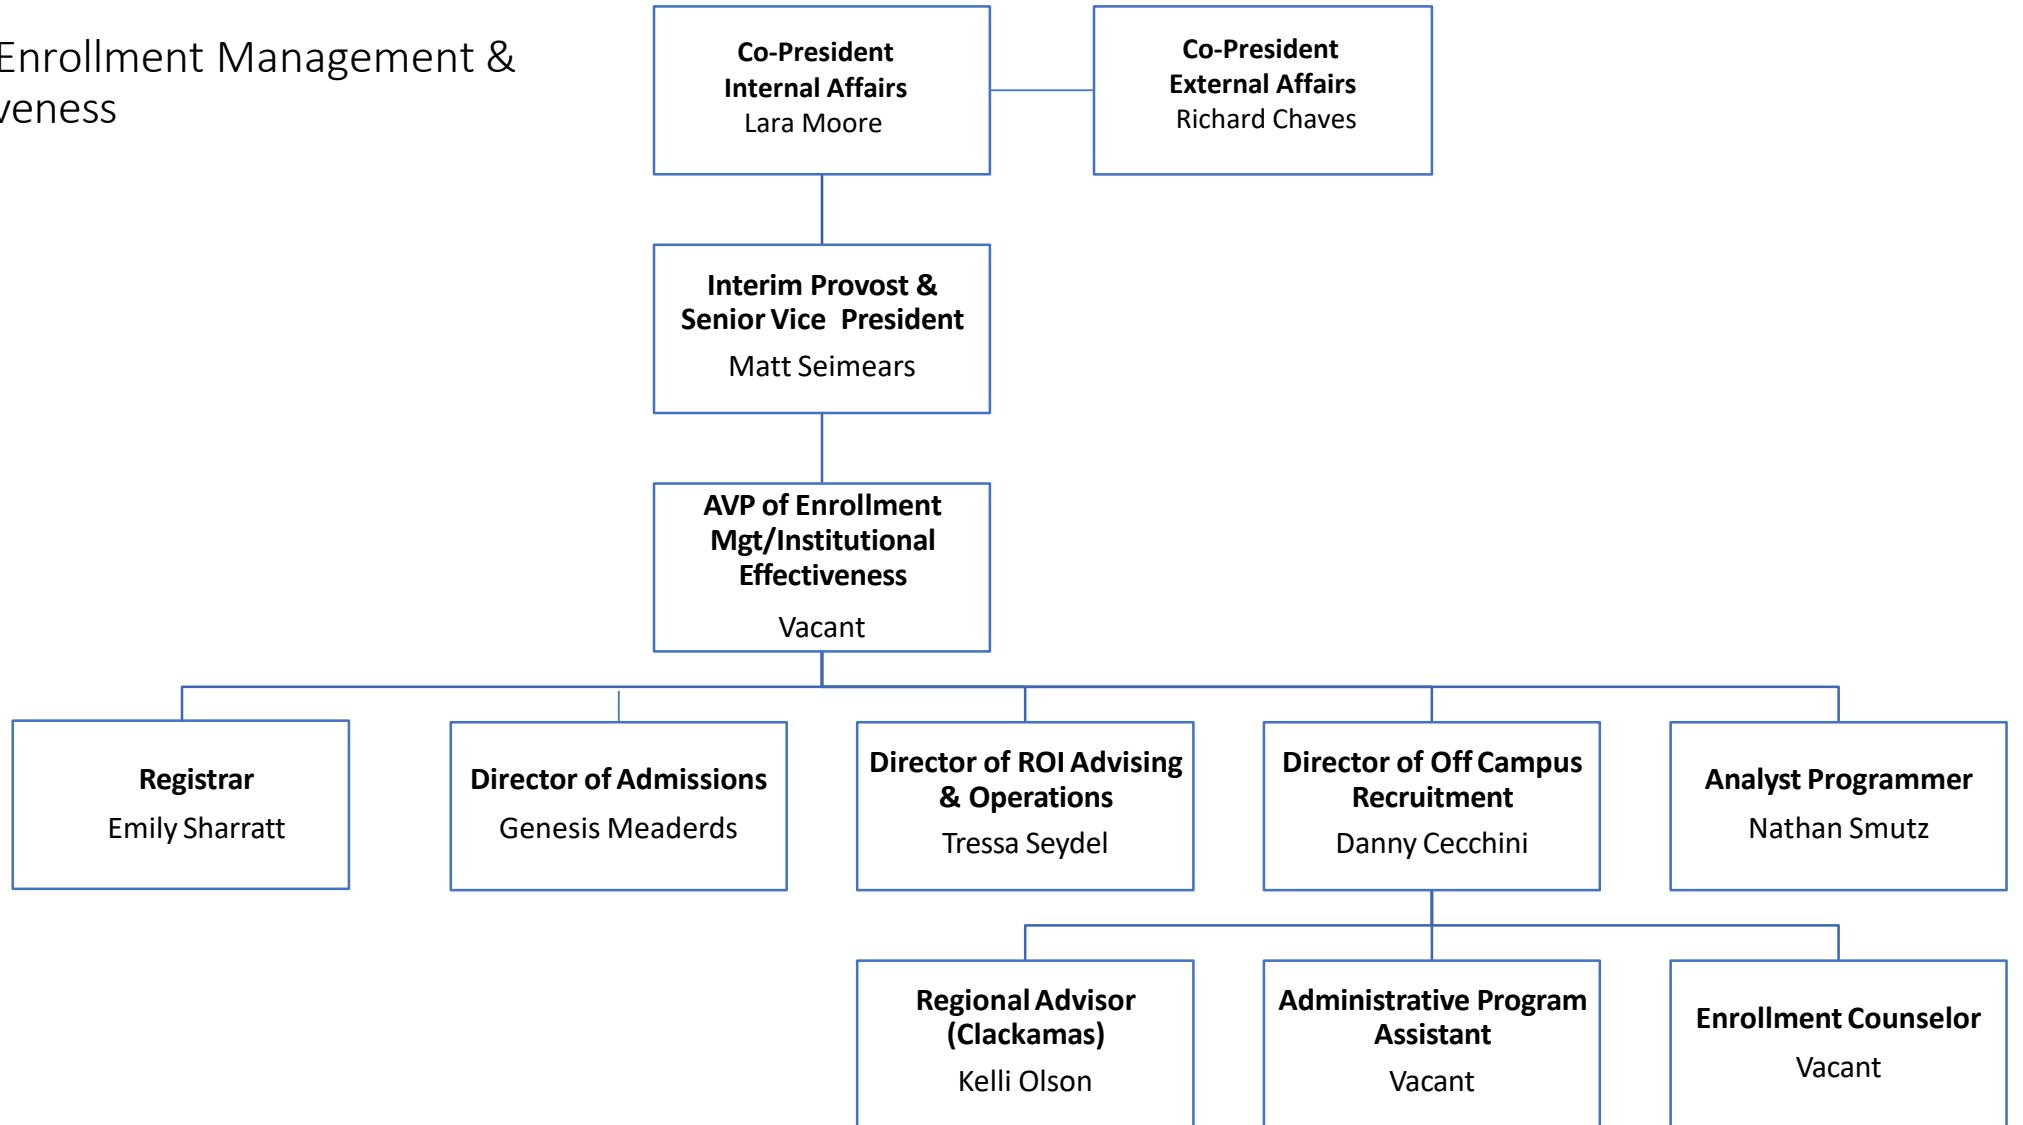 Enrollment Management &
veness
Co-President
Internal Affairs
Lara Moore
Co-President
External Affairs
Richard Chaves
Interim Provost &
Senior Vice President
Matt Seimears
AVP of Enrollment
Mgt/Institutional
Effectiveness
Vacant
Registrar
Emily Sharratt
Director of Admissions
Genesis Meaderds
Director of ROI Advising
& Operations
Tressa Seydel
Director of Off Campus
Recruitment
Danny Cecchini
Analyst Programmer
Nathan Smutz
Regional Advisor
(Clackamas)
Kelli Olson
Administrative Program
Assistant
Vacant
Enrollment Counselor
Vacant